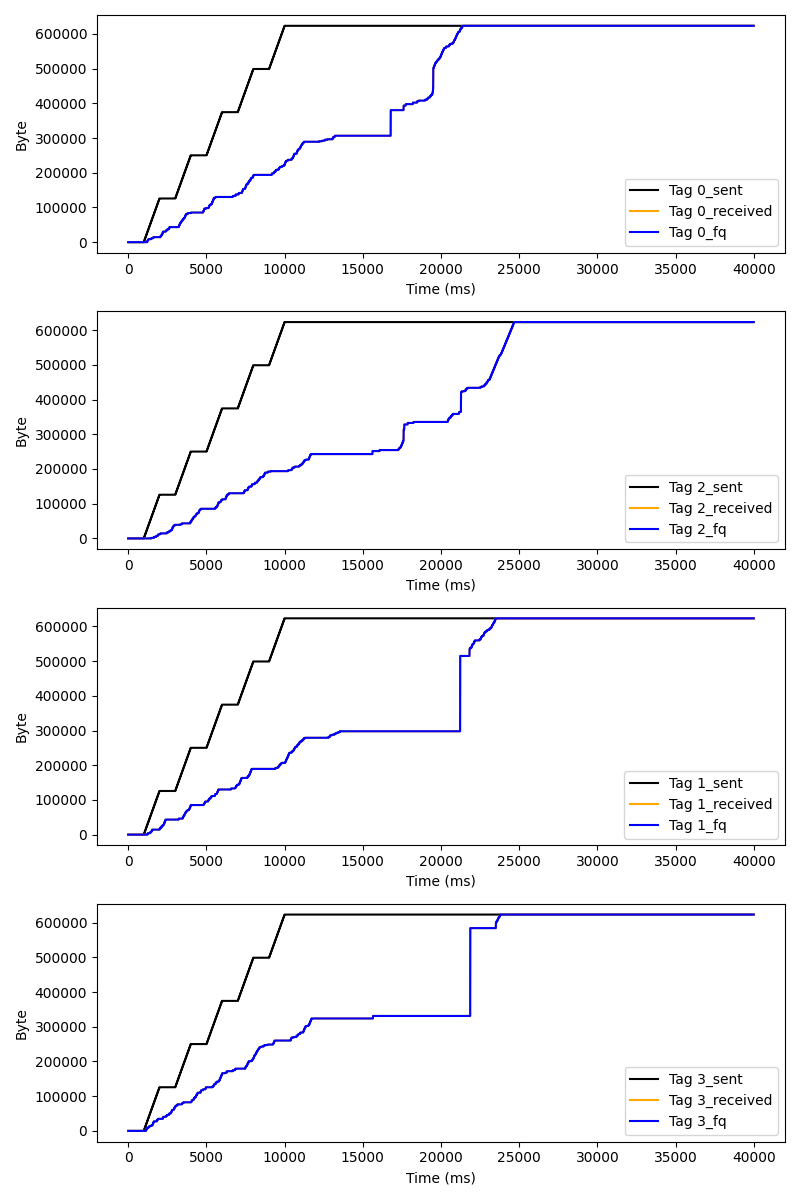 600000
500000
400000
300000
200000
100000
0
Byte
Tag 0_sent
Tag 0_received
Tag 0_fq
0 5000 10000 15000 20000 25000 30000 35000 40000
Time (ms)
600000
500000
400000
300000
200000
100000
0
Byte
Tag 2_sent
Tag 2_received
Tag 2_fq
0 5000 10000 15000 20000 25000 30000 35000 40000
Time (ms)
600000
500000
400000
300000
200000
100000
0
Byte
Tag 1_sent
Tag 1_received
Tag 1_fq
0 5000 10000 15000 20000 25000 30000 35000 40000
Time (ms)
600000
500000
400000
300000
200000
100000
0
Byte
Tag 3_sent
Tag 3_received
Tag 3_fq
0 5000 10000 15000 20000 25000 30000 35000 40000
Time (ms)